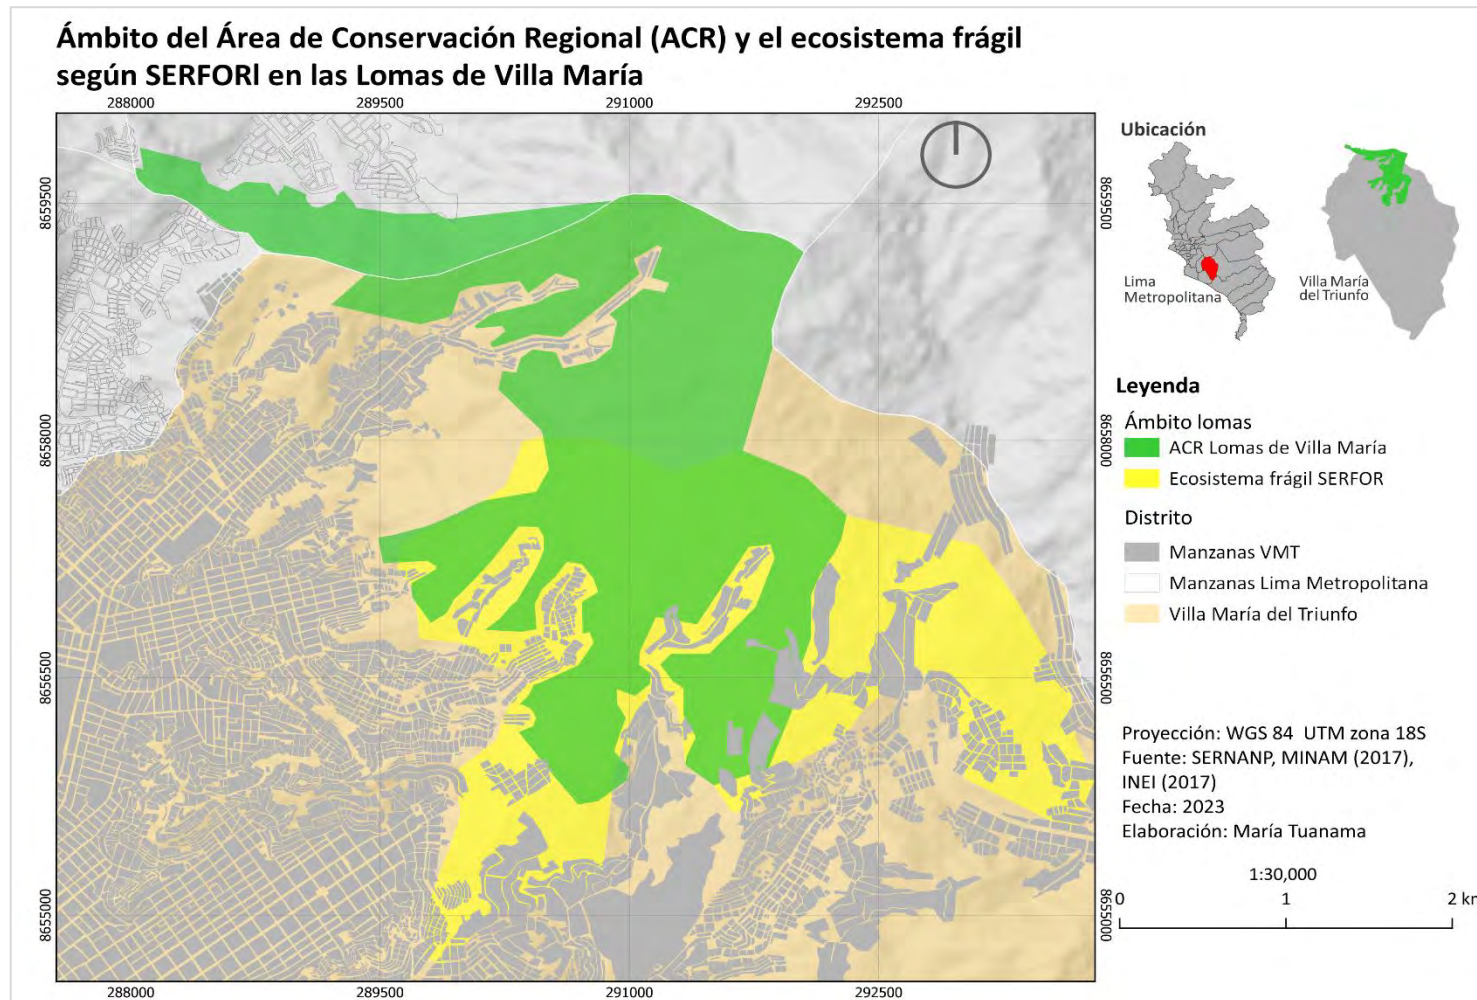 Ámbito del Área de Conservación Regional (ACR) y el ecosistema frágil
según SERFORl en las Lomas de Villa María
288000
289500
291000
292500
8659500
8658000
8656500
8655000
8659500
8658000
8656500
8655000
288000
289500
291000
292500
Ubicación
Lima
Metropolitana
Villa María
del Triunfo
Leyenda
Ámbito lomas
ACR Lomas de Villa María
Ecosistema frágil SERFOR
Distrito
Manzanas VMT
Manzanas Lima Metropolitana
Villa María del Triunfo
Proyección: WGS 84 UTM zona 18S
Fuente: SERNANP, MINAM (2017),
INEI (2017)
Fecha: 2023
Elaboración: María Tuanama
1:30,000
0 1 2 km